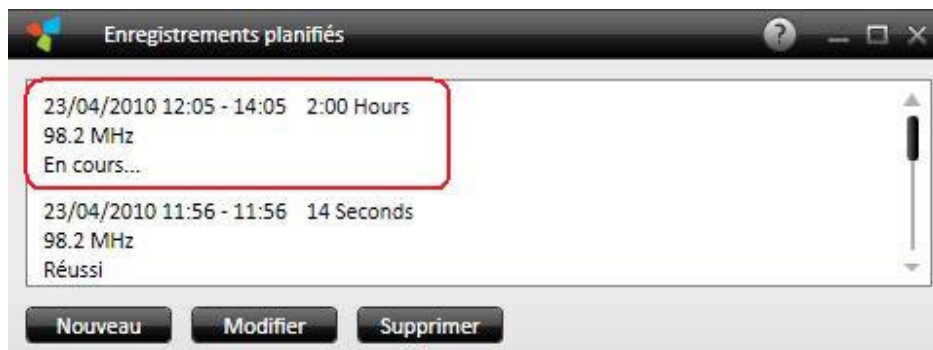 Enregistrements planifiés ?
23/04/2010 12:05 - 14:05 2:00 Hours
98.2 MHz
En cours...
23/04/2010 11:56 - 11:56 14 Seconds
98.2 MHz
Réussi
Nouveau Modifier Supprimer